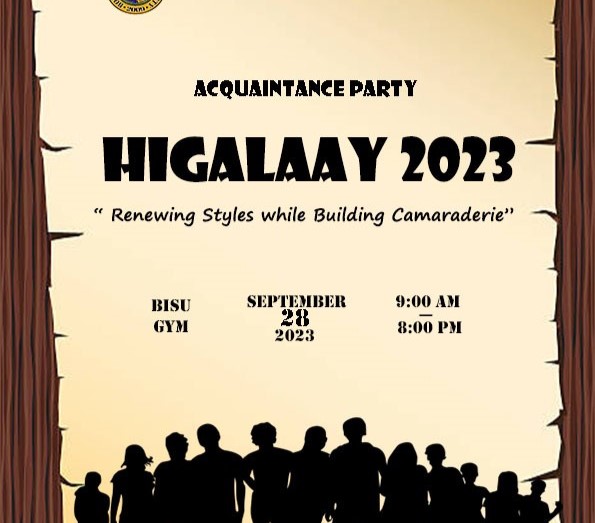 ACQUAINTANCE PARTY
HIGALAAY 2023
“ Renewing Styles while Building Camaraderie”
BISU
GYM
SEPTEMBER
28
2023
9:00 AM
—
8:00 PM